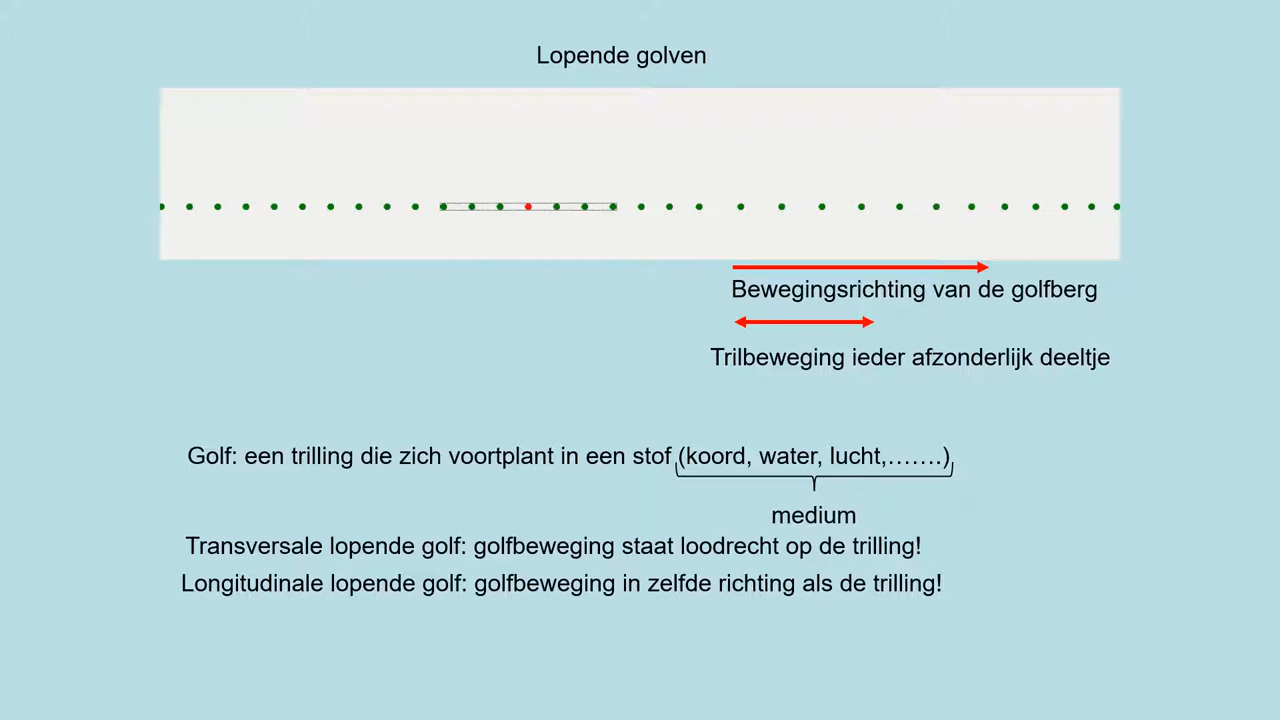 Lopende golven
Bewegingsrichting van de golfberg
Trilbeweging ieder afzonderlijk deeltje
Golf: een trilling die zich voortplant in een stof (koord, water, lucht,…….)
medium
Transversale lopende golf: golfbeweging staat loodrecht op de trilling!
Longitudinale lopende golf: golfbeweging in zelfde richting als de trilling!